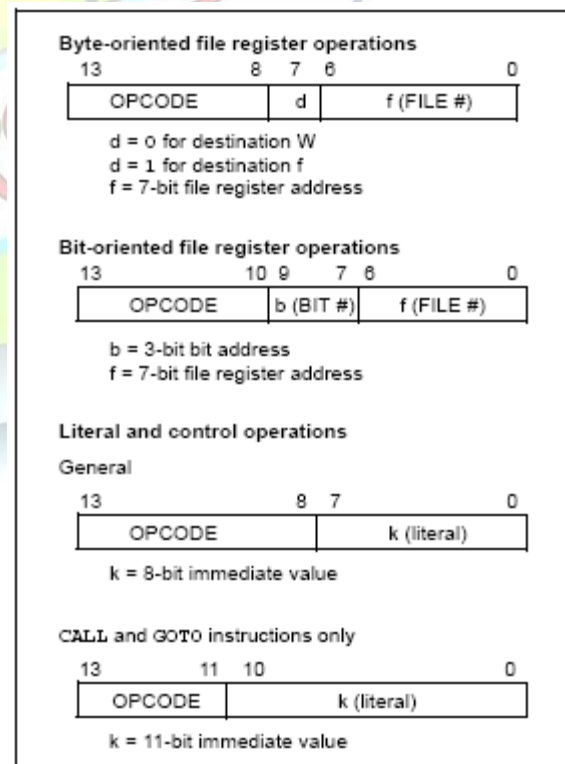 Byte-oriented file register operations
13 8 7 6 0
OPCODE d f (FILE #)
d = 0 for destination W
d = 1 for destination f
f = 7-bit file register address
Bit-oriented file register operations
13 10 9 7 6 0
OPCODE b (BIT #) f (FILE #)
b = 3-bit bit address
f = 7-bit file register address
Literal and control operations
General
13 8 7 0
OPCODE k (literal)
k = 8-bit immediate value
CALL and GOTO instructions only
13 11 10 0
OPCODE k (literal)
k = 11-bit immediate value